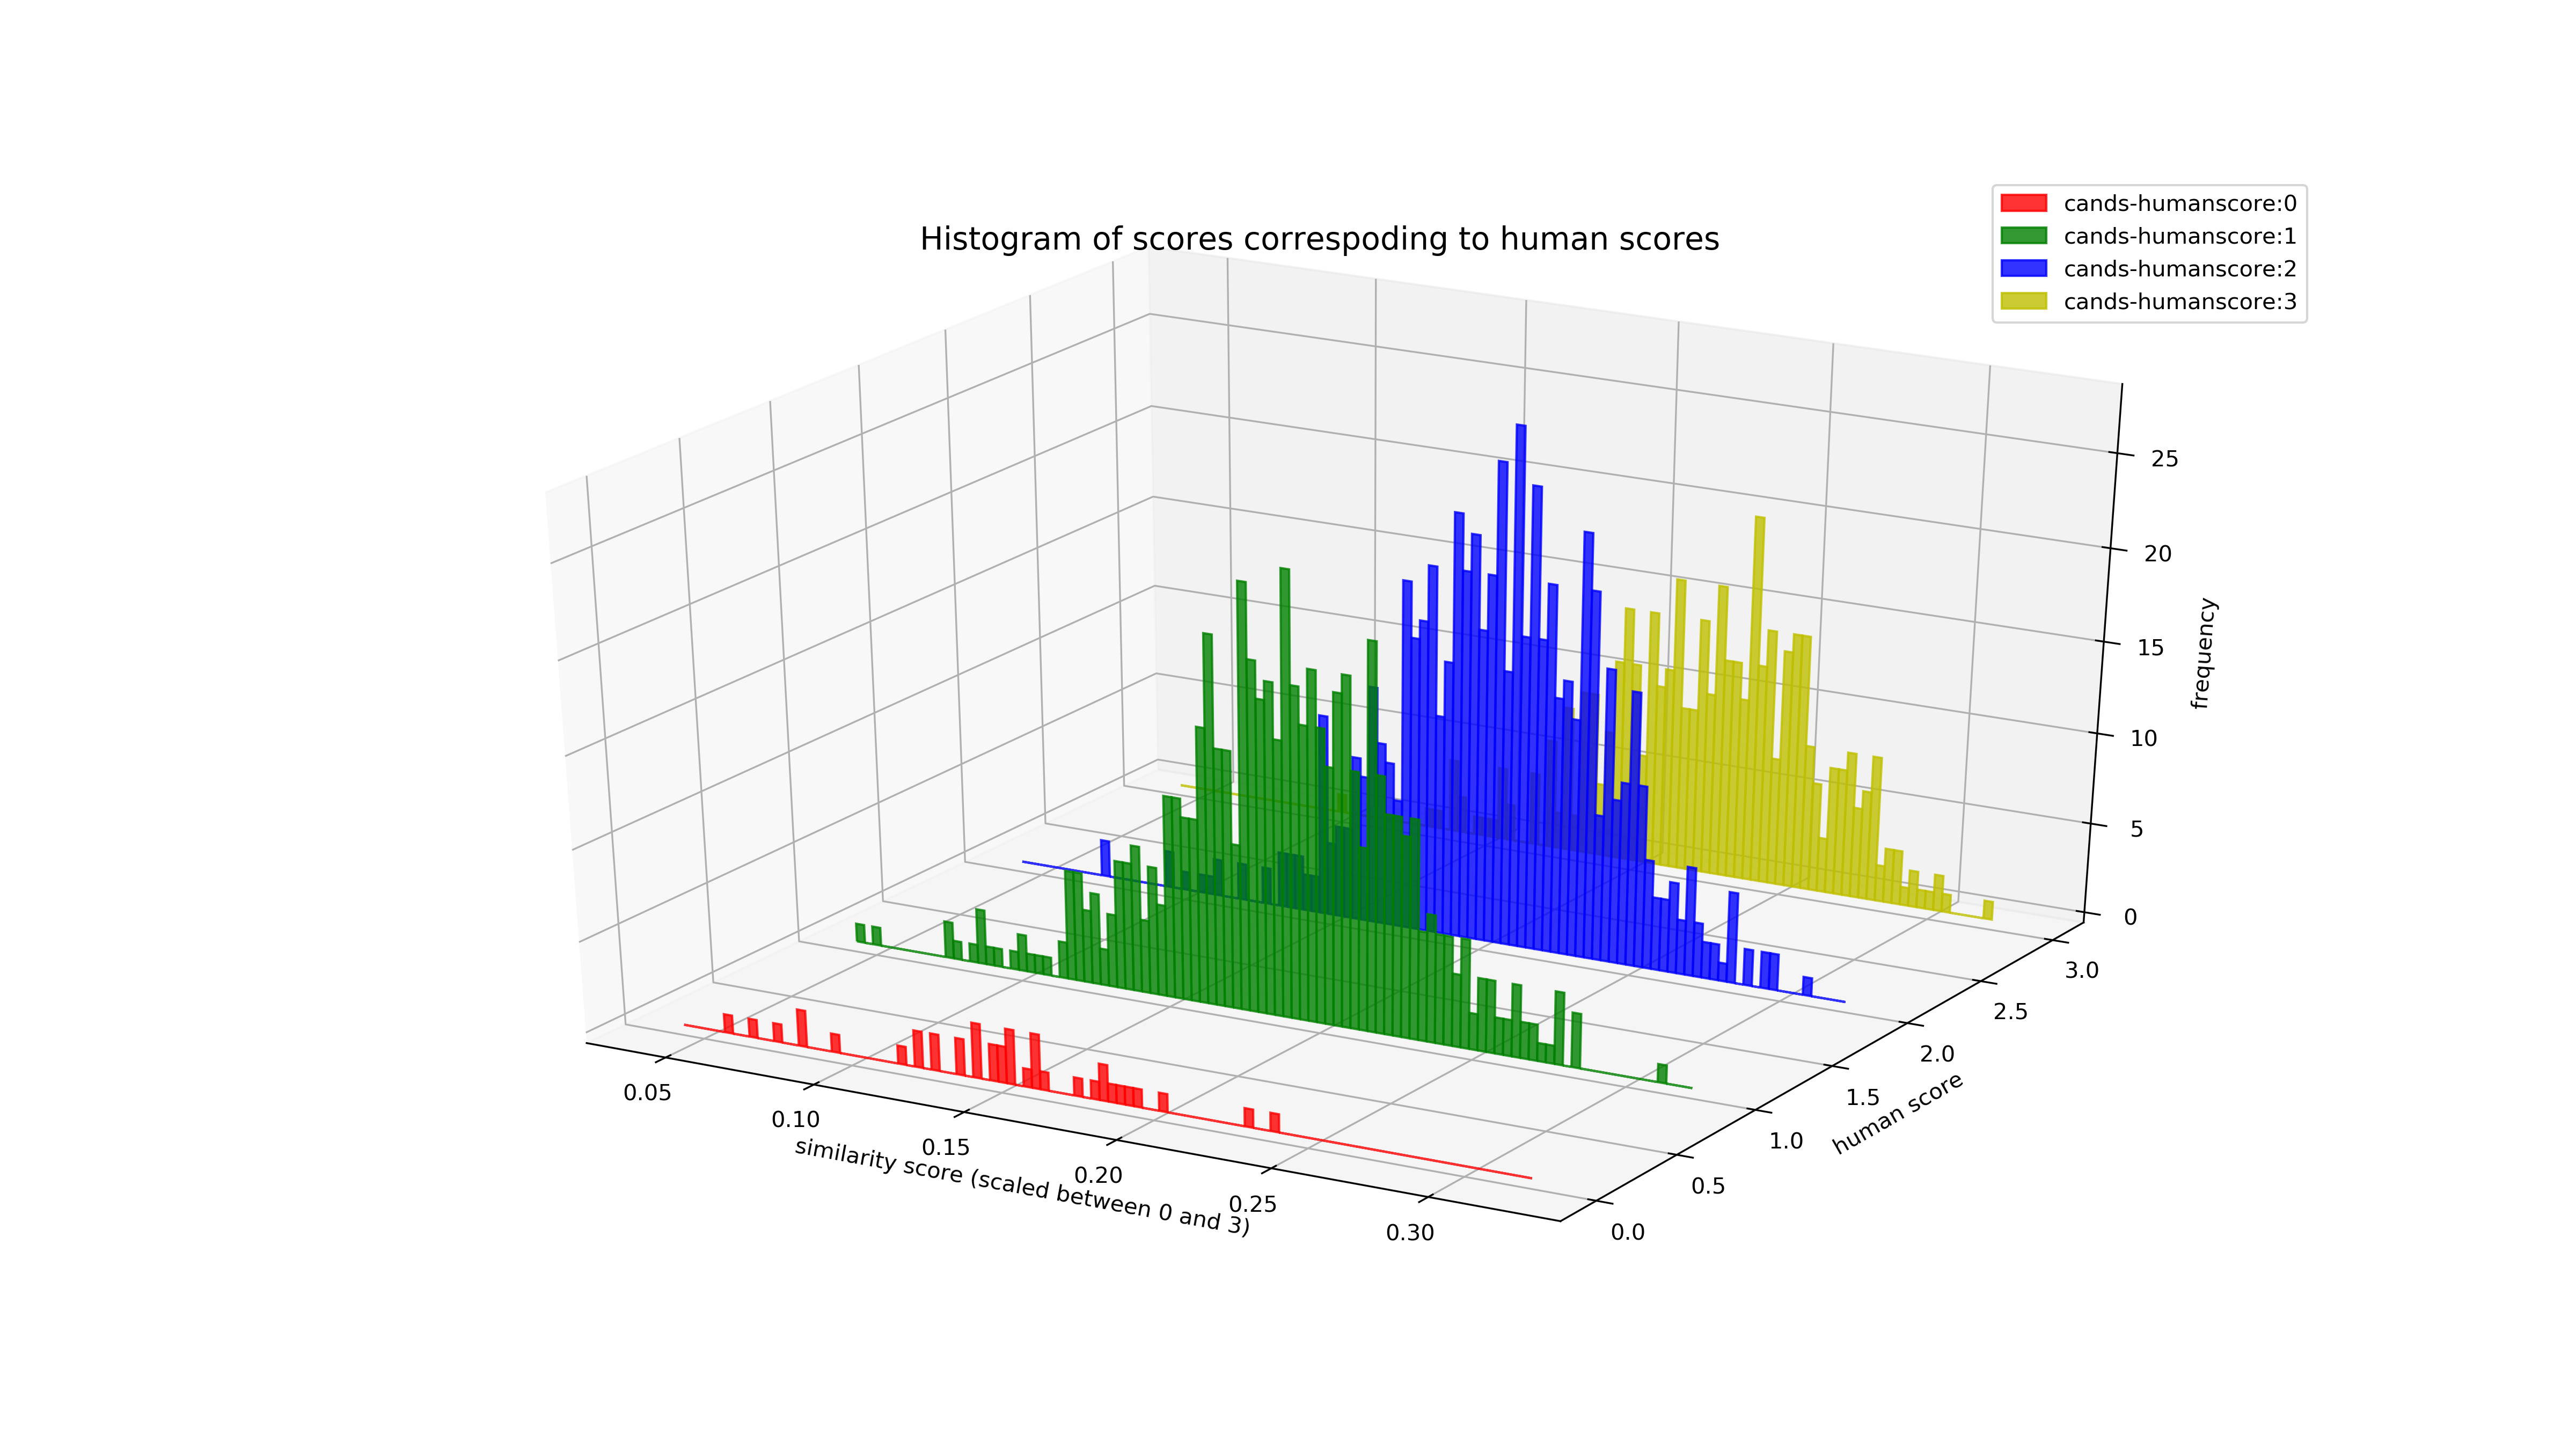 Histogram of scores correspoding to human scores
cands-humanscore:0
cands-humanscore:1
cands-humanscore:2
cands-humanscore:3
25
20
15
10
5
0
frequency
3.0
2.5
2.0
1.5
1.0
0.5
0.0
human score
0.05
0.10
0.15
0.20
0.25
0.30
similarity score (scaled between 0 and 3)